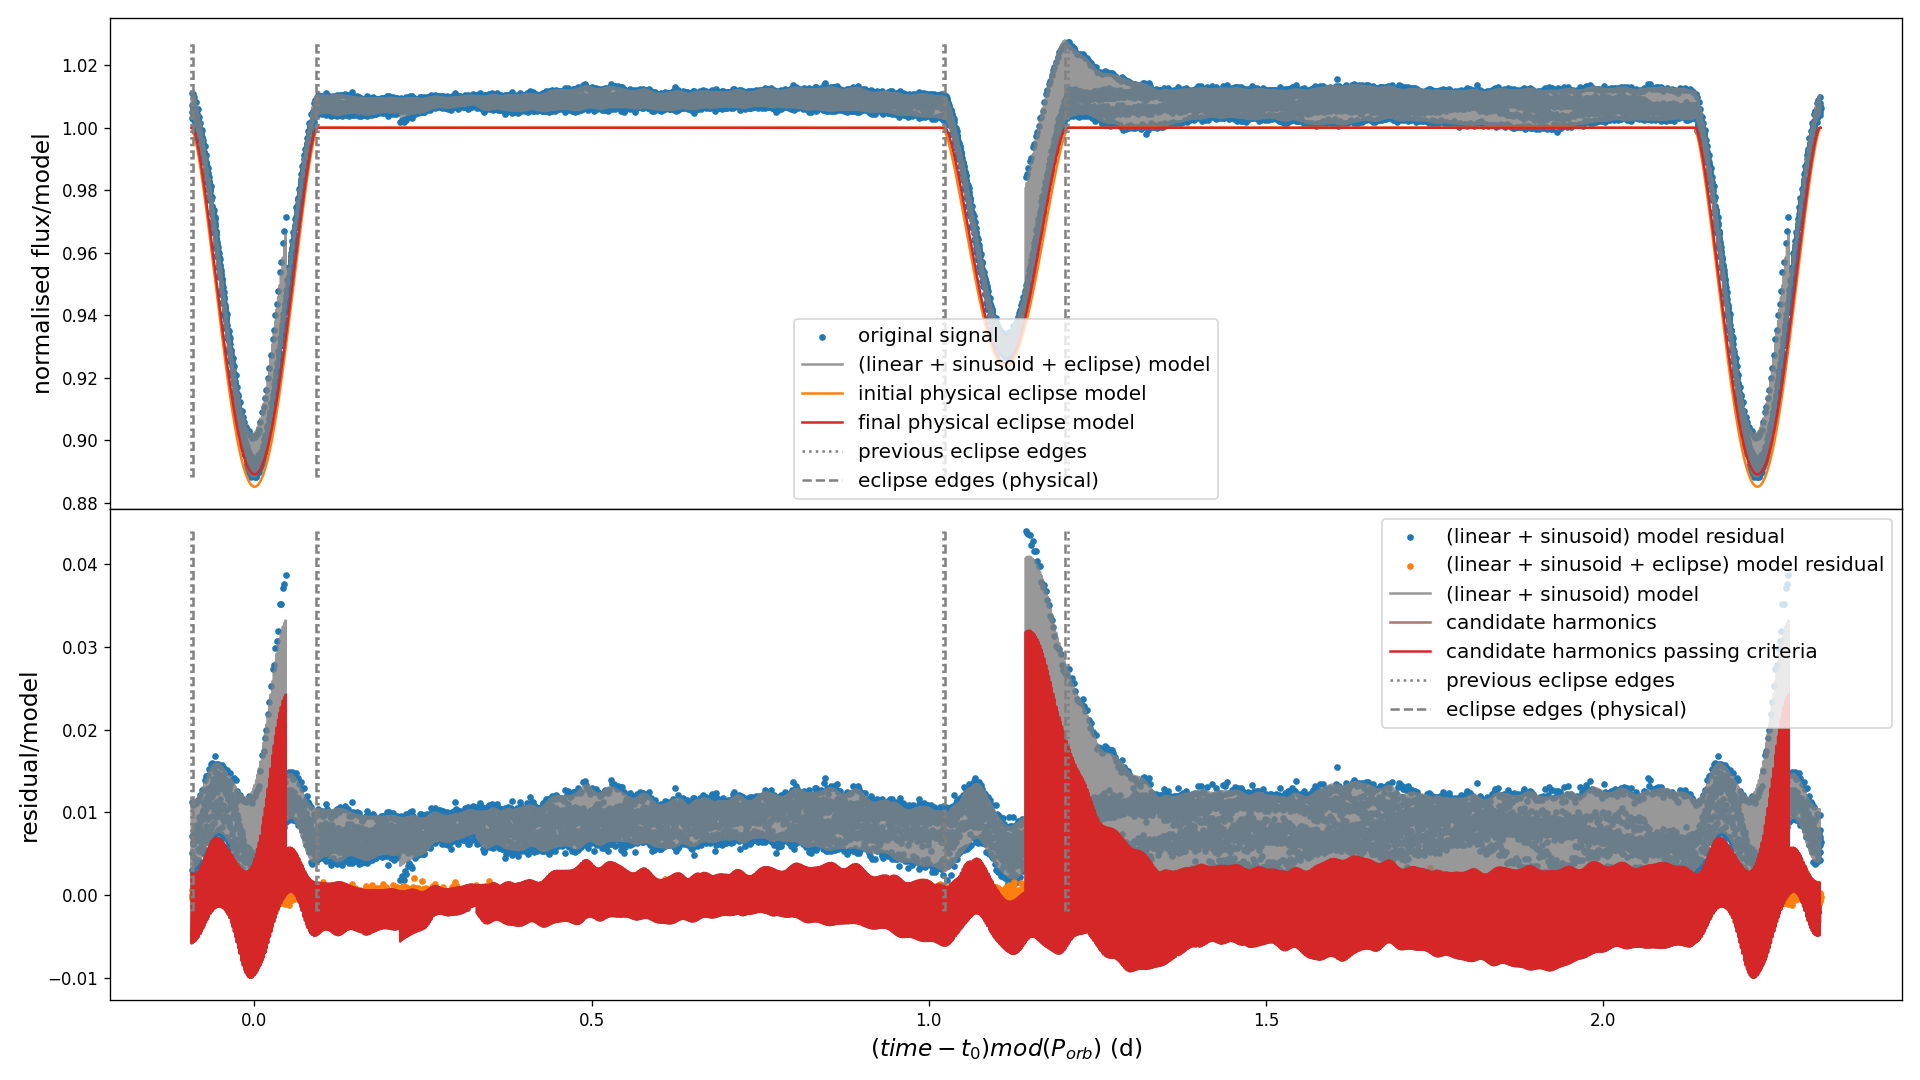 normalised flux/model
1.02
1.00
0.98
0.96
0.94
0.92
0.90
0.88
original signal
(linear + sinusoid + eclipse) model
initial physical eclipse model
final physical eclipse model
previous eclipse edges
eclipse edges (physical)
residual/model
0.04
0.03
0.02
0.01
0.00
−0.01
(linear + sinusoid) model residual
(linear + sinusoid + eclipse) model residual
(linear + sinusoid) model
candidate harmonics
candidate harmonics passing criteria
previous eclipse edges
eclipse edges (physical)
0.0 0.5 1.0 1.5 2.0
(time − t₀)mod(P_orb) (d)